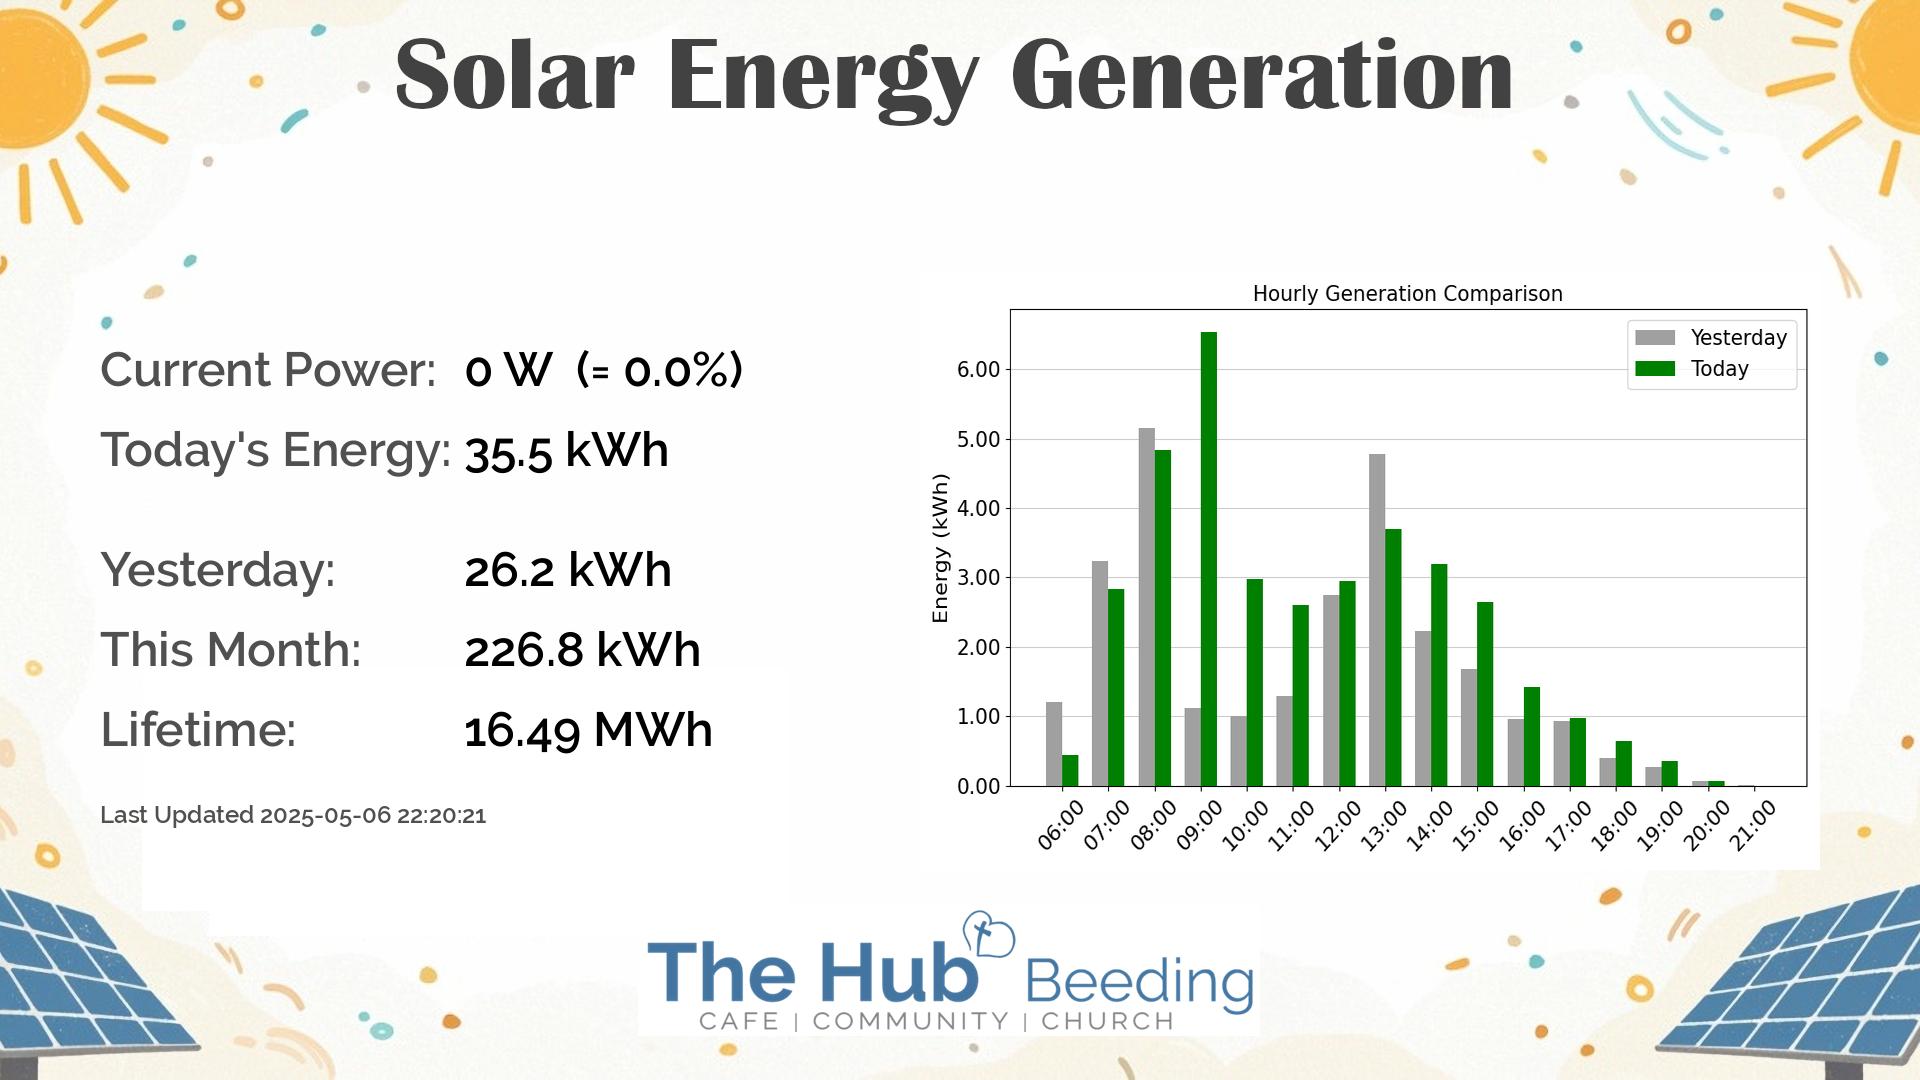 Solar Energy Generation
Current Power: 0 W (= 0.0%)
Today's Energy: 35.5 kWh
Yesterday: 26.2 kWh
This Month: 226.8 kWh
Lifetime: 16.49 MWh
Last Updated 2025-05-06 22:20:21
Hourly Generation Comparison
Yesterday
Today
Energy (kWh)
6.00
5.00
4.00
3.00
2.00
1.00
0.00
06:00 07:00 08:00 09:00 10:00 11:00 12:00 13:00 14:00 15:00 16:00 17:00 18:00 19:00 20:00 21:00
The Hub Beeding
CAFE | COMMUNITY | CHURCH